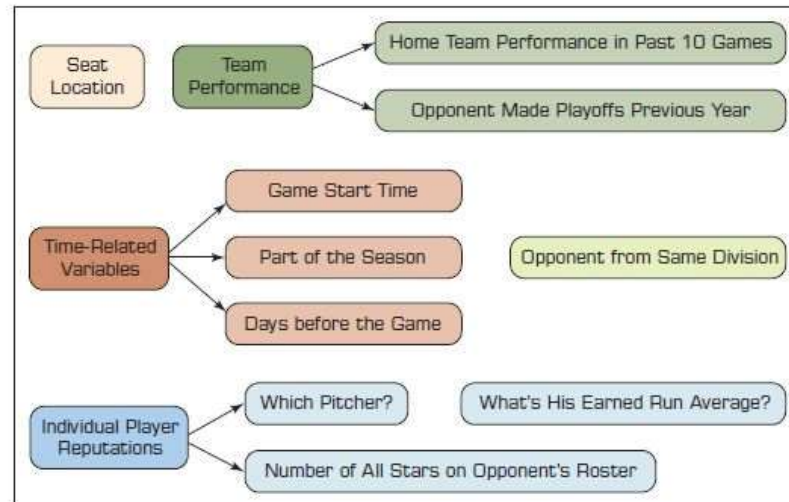 Seat
Location
Team
Performance
Home Team Performance in Past 10 Games
Opponent Made Playoffs Previous Year
Time-Related
Variables
Game Start Time
Part of the Season
Days before the Game
Opponent from Same Division
Individual Player
Reputations
Which Pitcher?
What's His Earned Run Average?
Number of All Stars on Opponent's Roster